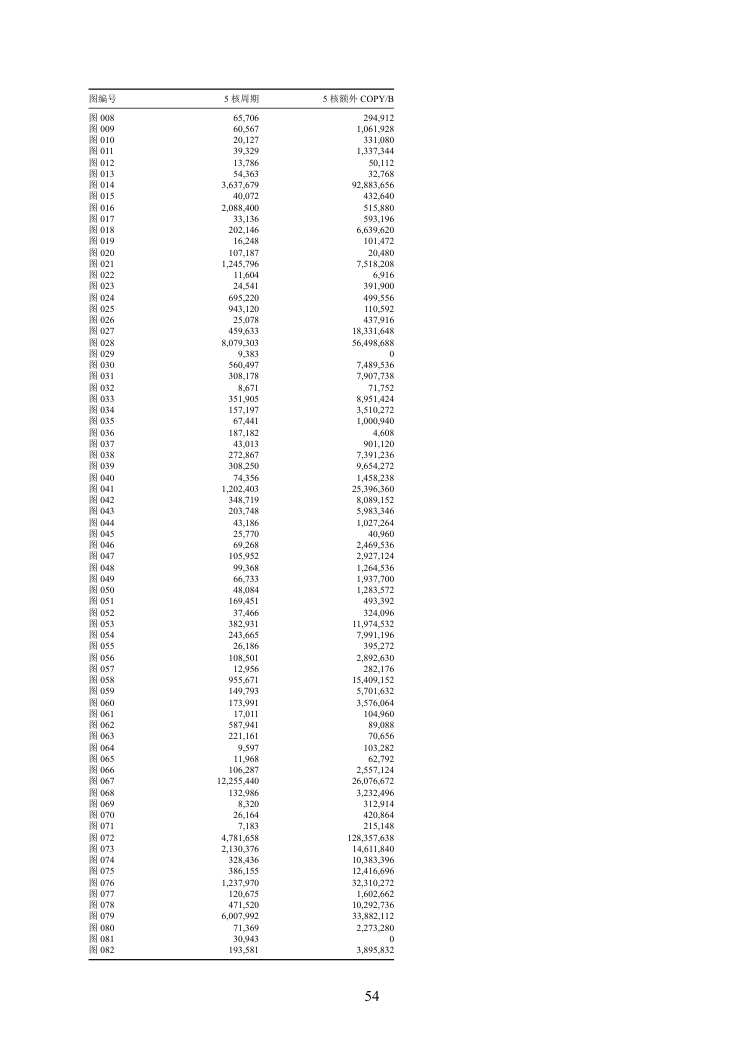 图编号 5 核周期 5 核额外 COPY/B
图 008 65,706 294,912
图 009 60,567 1,061,928
图 010 20,127 331,080
图 011 39,329 1,337,344
图 012 13,786 50,112
图 013 54,363 32,768
图 014 3,637,679 92,883,656
图 015 40,072 432,640
图 016 2,088,400 515,880
图 017 33,136 593,196
图 018 202,146 6,639,620
图 019 16,248 101,472
图 020 107,187 20,480
图 021 1,245,796 7,518,208
图 022 11,604 6,916
图 023 24,541 391,900
图 024 695,220 499,556
图 025 943,120 110,592
图 026 25,078 437,916
图 027 459,633 18,331,648
图 028 8,079,303 56,498,688
图 029 9,383 0
图 030 560,497 7,489,536
图 031 308,178 7,907,738
图 032 8,671 71,752
图 033 351,905 8,951,424
图 034 157,197 3,510,272
图 035 67,441 1,000,940
图 036 187,182 4,608
图 037 43,013 901,120
图 038 272,867 7,391,236
图 039 308,250 9,654,272
图 040 74,356 1,458,238
图 041 1,202,403 25,396,360
图 042 348,719 8,089,152
图 043 203,748 5,983,346
图 044 43,186 1,027,264
图 045 25,770 40,960
图 046 69,268 2,469,536
图 047 105,952 2,927,124
图 048 99,368 1,264,536
图 049 66,733 1,937,700
图 050 48,084 1,283,572
图 051 169,451 493,392
图 052 37,466 324,096
图 053 382,931 11,974,532
图 054 243,665 7,991,196
图 055 26,186 395,272
图 056 108,501 2,892,630
图 057 12,956 282,176
图 058 955,671 15,409,152
图 059 149,793 5,701,632
图 060 173,991 3,576,064
图 061 17,011 104,960
图 062 587,941 89,088
图 063 221,161 70,656
图 064 9,597 103,282
图 065 11,968 62,792
图 066 106,287 2,557,124
图 067 12,255,440 26,076,672
图 068 132,986 3,232,496
图 069 8,320 312,914
图 070 26,164 420,864
图 071 7,183 215,148
图 072 4,781,658 128,357,638
图 073 2,130,376 14,611,840
图 074 328,436 10,383,396
图 075 386,155 12,416,696
图 076 1,237,970 32,310,272
图 077 120,675 1,602,662
图 078 471,520 10,292,736
图 079 6,007,992 33,882,112
图 080 71,369 2,273,280
图 081 30,943 0
图 082 193,581 3,895,832
54